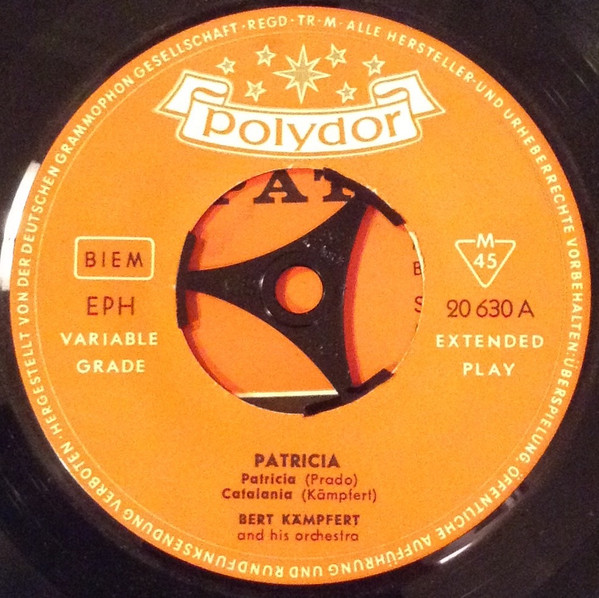 HERGESTELLT VON DER DEUTSCHEN GRAMMOPHON GESELLSCHAFT · REGD · TR · M · ALLE HERSTELLER- UND URHEBERRECHTE VORBEHALTEN: ÜBERSPIELUNG, ÖFFENTLICHE AUFFÜHRUNG UND RUNDFUNKSENDUNG VERBOTEN ·
Polydor
BIEM
M
45
EPH
20 630 A
VARIABLE
GRADE
EXTENDED
PLAY
PATRICIA
Patricia (Prado)
Catalania (Kämpfert)
BERT KÄMPFERT
and his orchestra